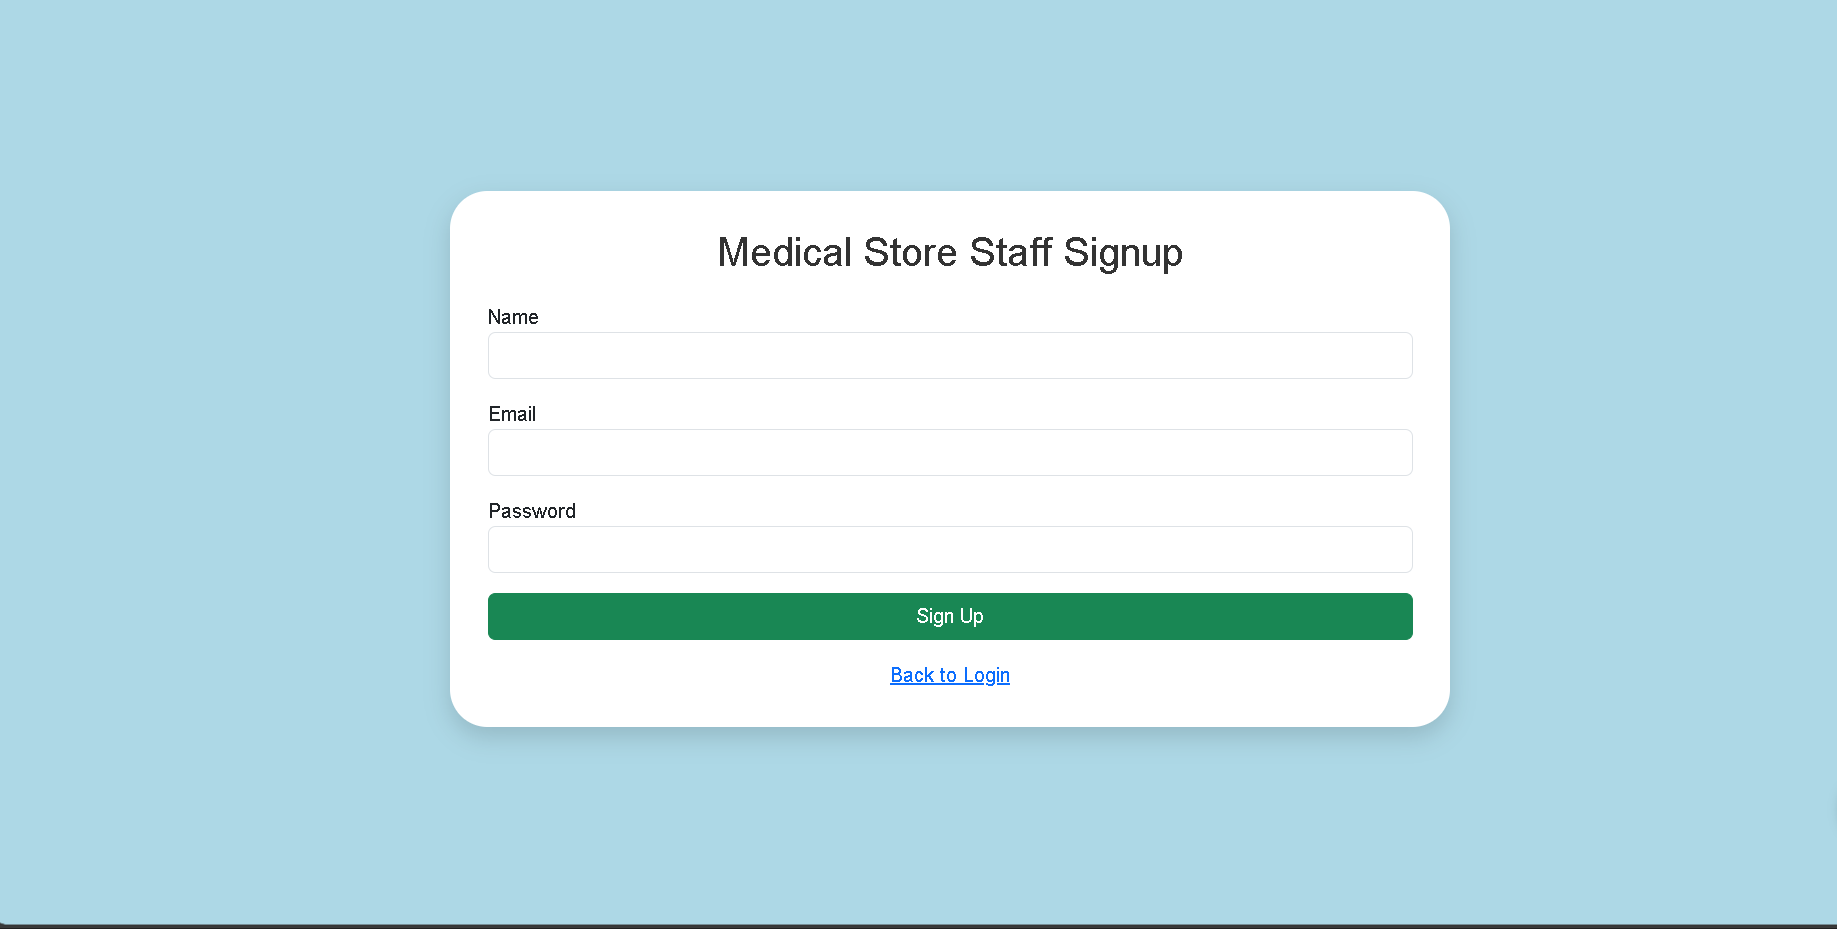 Medical Store Staff Signup
Name
Email
Password
Sign Up
Back to Login